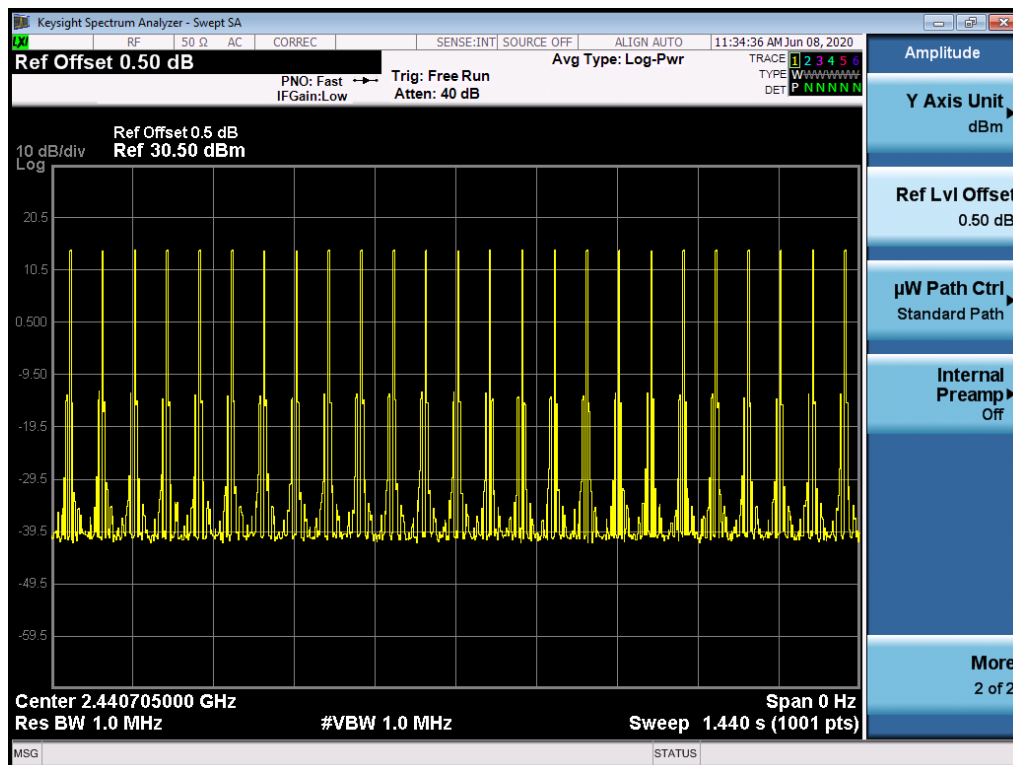 Keysight Spectrum Analyzer - Swept SA
LXI RF 50 Ω AC CORREC SENSE:INT SOURCE OFF ALIGN AUTO 11:34:36 AM Jun 08, 2020
Ref Offset 0.50 dB
PNO: Fast
IFGain:Low
Trig: Free Run
Atten: 40 dB
Avg Type: Log-Pwr
TRACE 1 2 3 4 5 6
TYPE W W W W W W
DET P N N N N N
Ref Offset 0.5 dB
10 dB/div Ref 30.50 dBm
Log
20.5
10.5
0.500
-9.50
-19.5
-29.5
-39.5
-49.5
-59.5
Center 2.440705000 GHz Span 0 Hz
Res BW 1.0 MHz #VBW 1.0 MHz Sweep 1.440 s (1001 pts)
MSG STATUS
Amplitude
Y Axis Unit
dBm
Ref Lvl Offset
0.50 dB
µW Path Ctrl
Standard Path
Internal
Preamp
Off
More
2 of 2